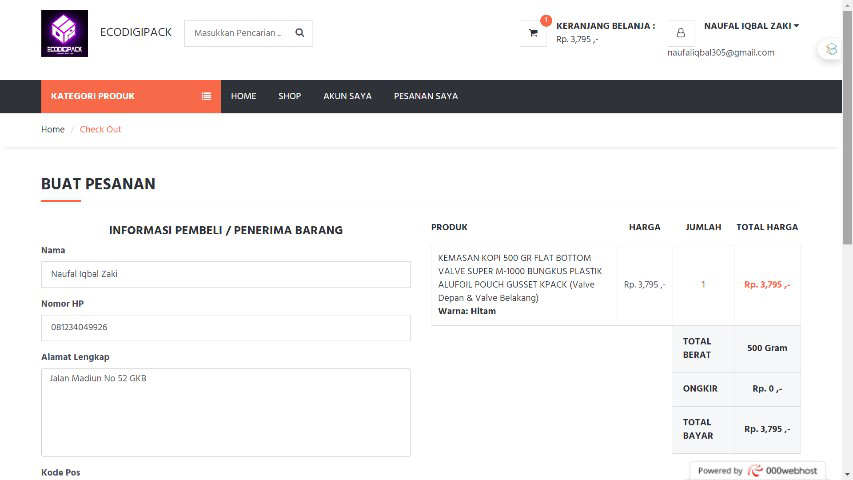 ECODIGIPACK
ECODIGIPACK
Masukkan Pencarian ..
1
KERANJANG BELANJA :
Rp. 3,795 ,-
NAUFAL IQBAL ZAKI
naufaliqbal305@gmail.com
KATEGORI PRODUK
HOME
SHOP
AKUN SAYA
PESANAN SAYA
Home / Check Out
BUAT PESANAN
INFORMASI PEMBELI / PENERIMA BARANG
Nama
Naufal Iqbal Zaki
Nomor HP
081234049926
Alamat Lengkap
Jalan Madiun No 52 GKB
Kode Pos
PRODUK HARGA JUMLAH TOTAL HARGA
KEMASAN KOPI 500 GR FLAT BOTTOM
VALVE SUPER M-1000 BUNGKUS PLASTIK
ALUFOIL POUCH GUSSET KPACK (Valve
Depan & Valve Belakang)
Warna: Hitam
Rp. 3,795 ,-
1
Rp. 3,795 ,-
TOTAL
BERAT
500 Gram
ONGKIR
Rp. 0 ,-
TOTAL
BAYAR
Rp. 3,795 ,-
Powered by 000webhost